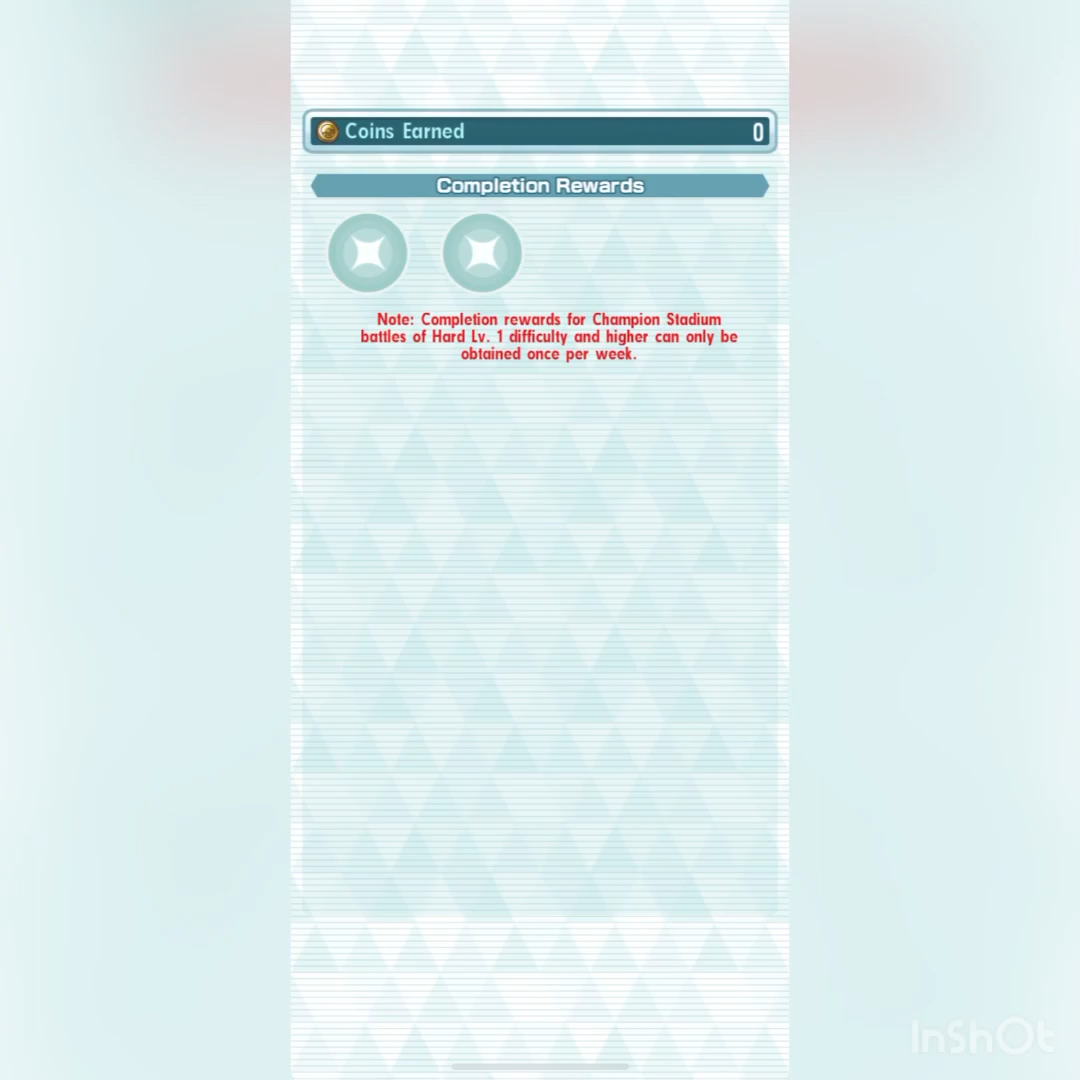 Coins Earned 0
Completion Rewards
Note: Completion rewards for Champion Stadium
battles of Hard Lv. 1 difficulty and higher can only be
obtained once per week.
InShOt